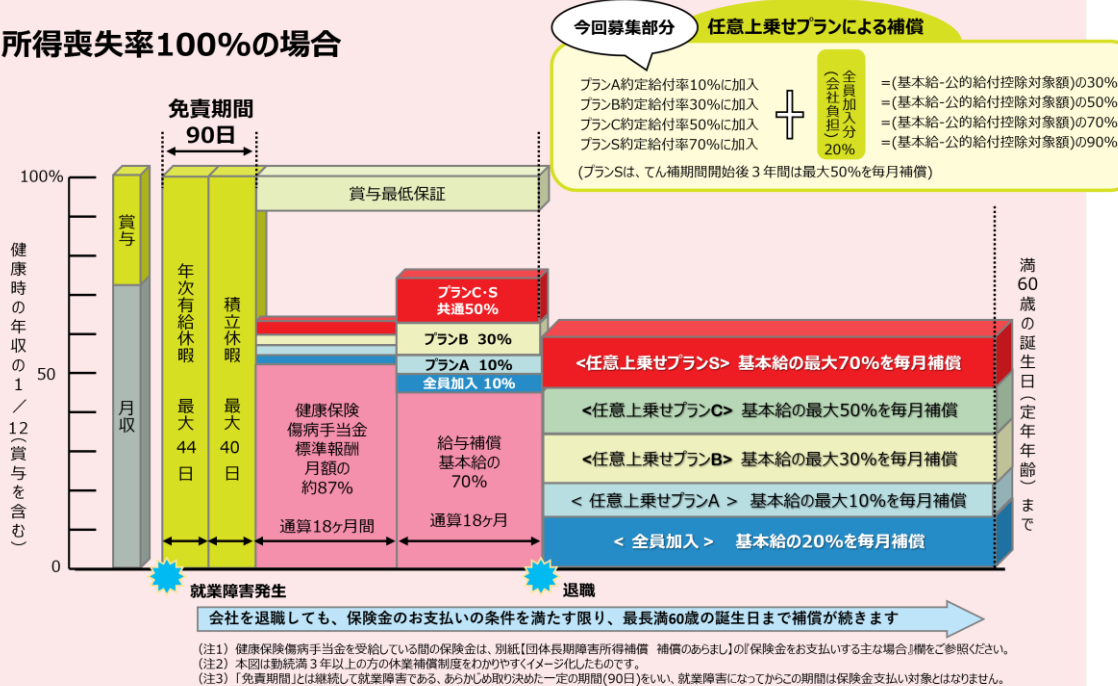 所得喪失率100%の場合
今回募集部分
任意上乗せプランによる補償
プランA約定給付率10%に加入
プランB約定給付率30%に加入
プランC約定給付率50%に加入
プランS約定給付率70%に加入
全員加入分
(会社負担)
20%
=(基本給-公的給付控除対象額)の30%
=(基本給-公的給付控除対象額)の50%
=(基本給-公的給付控除対象額)の70%
=(基本給-公的給付控除対象額)の90%
(プランSは、てん補期間開始後3年間は最大50%を毎月補償)
免責期間
90日
100%
50
0
健康時の年収の1/12(賞与を含む)
賞与
月収
年次有給休暇 最大44日
積立休暇 最大40日
賞与最低保証
健康保険
傷病手当金
標準報酬
月額の
約87%
通算18ヶ月間
プランC・S
共通50%
プランB 30%
プランA 10%
全員加入 10%
給与補償
基本給の
70%
通算18ヶ月
<任意上乗せプランS> 基本給の最大70%を毎月補償
<任意上乗せプランC> 基本給の最大50%を毎月補償
<任意上乗せプランB> 基本給の最大30%を毎月補償
< 任意上乗せプランA > 基本給の最大10%を毎月補償
< 全員加入 > 基本給の20%を毎月補償
満60歳の誕生日(定年年齢)まで
就業障害発生
退職
会社を退職しても、保険金のお支払いの条件を満たす限り、最長満60歳の誕生日まで補償が続きます
(注1) 健康保険傷病手当金を受給している間の保険金は、別紙【団体長期障害所得補償 補償のあらまし】の『保険金をお支払いする主な場合』欄をご参照ください。
(注2) 本図は勤続満3年以上の方の休業補償制度をわかりやすくイメージ化したものです。
(注3) 「免責期間」とは継続して就業障害である、あらかじめ取り決めた一定の期間(90日)をいい、就業障害になってからこの期間は保険金支払い対象とはなりません。